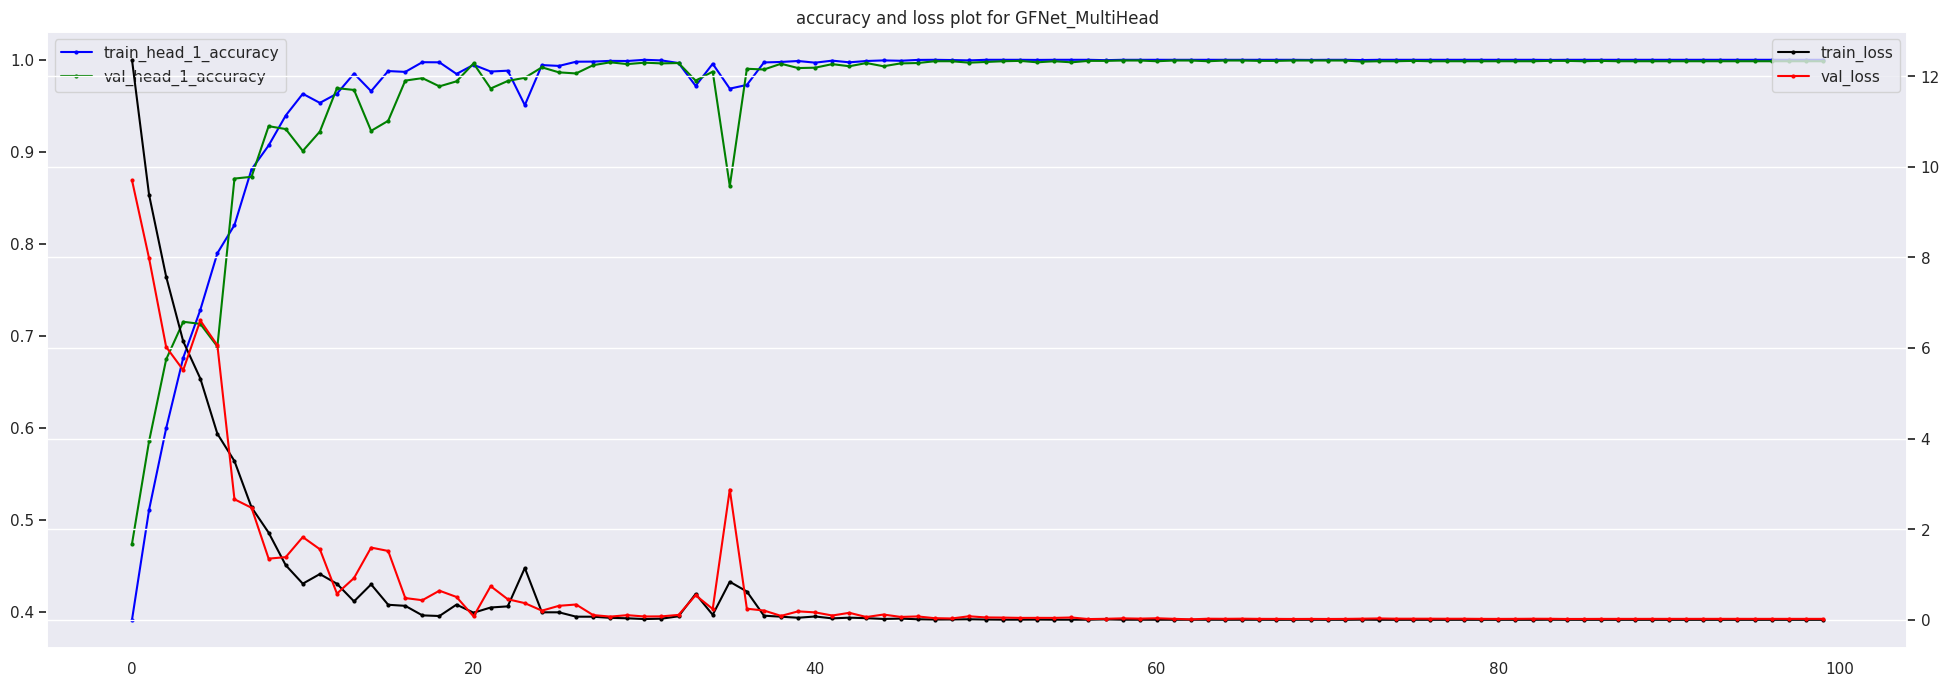 accuracy and loss plot for GFNet_MultiHead
train_head_1_accuracy
val_head_1_accuracy
train_loss
val_loss
1.0
0.9
0.8
0.7
0.6
0.5
0.4
12
10
8
6
4
2
0
0 20 40 60 80 100